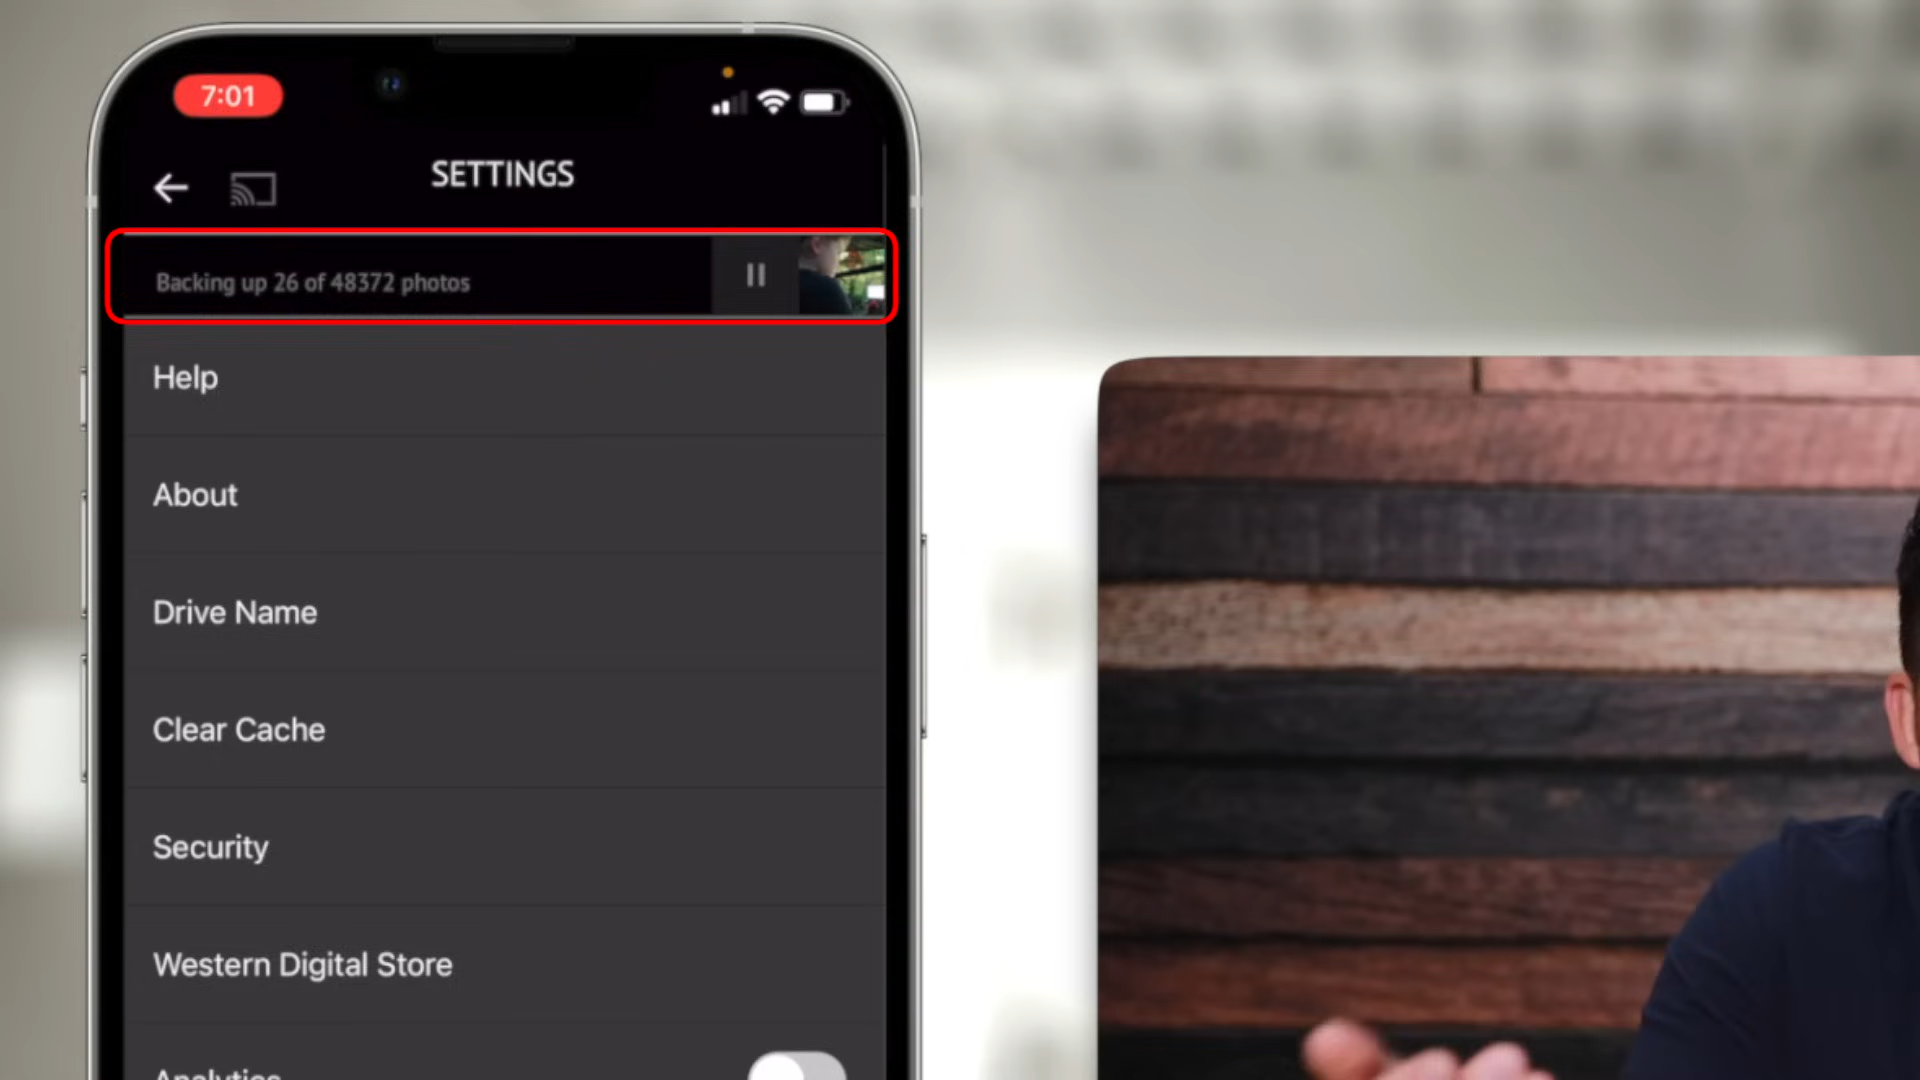 7:01
SETTINGS
Backing up 26 of 48372 photos
Help
About
Drive Name
Clear Cache
Security
Western Digital Store
Analytics